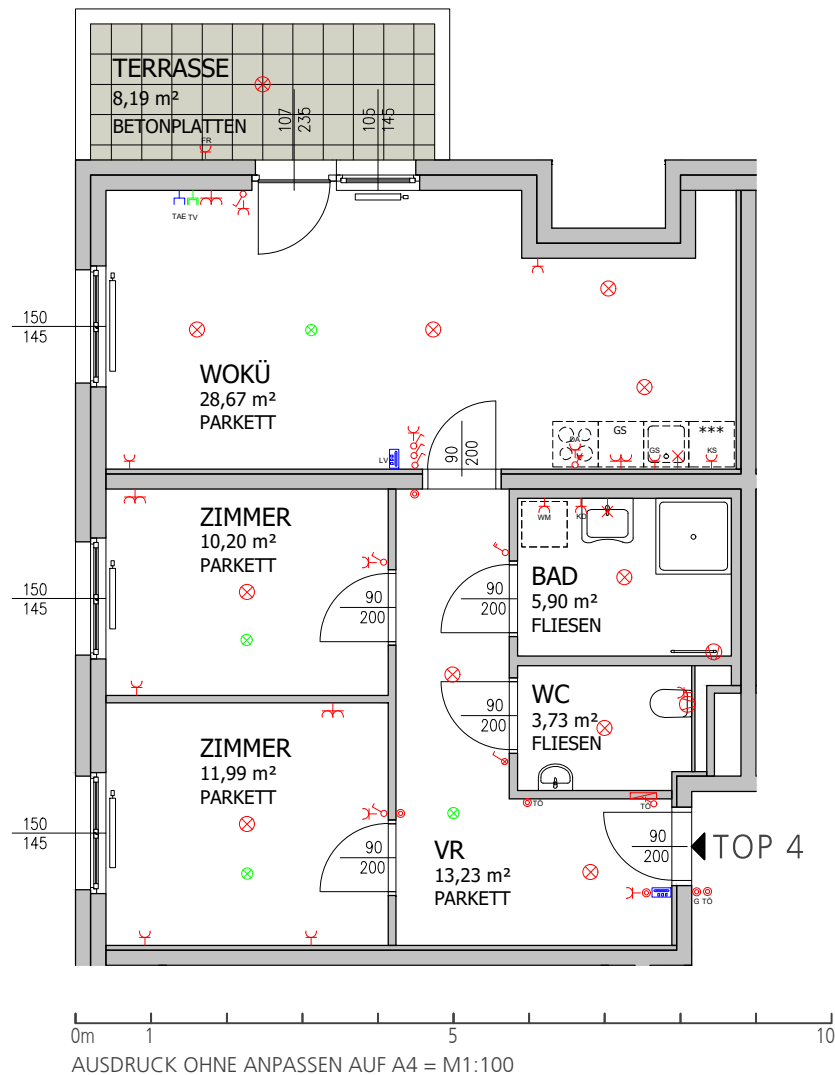 TERRASSE
8,19 m²
BETONPLATTEN
107
235
105
145
FR
TAE TV
150
145
WOKÜ
28,67 m²
PARKETT
LV
90
200
DA
GS
GS
***
KS
ZIMMER
10,20 m²
PARKETT
150
145
90
200
WM
KD
BAD
5,90 m²
FLIESEN
90
200
WC
3,73 m²
FLIESEN
90
200
ZIMMER
11,99 m²
PARKETT
150
145
90
200
TÖ
TÖ
VR
13,23 m²
PARKETT
90
200
TOP 4
G TÖ
0m 1 5 10
AUSDRUCK OHNE ANPASSEN AUF A4 = M1:100